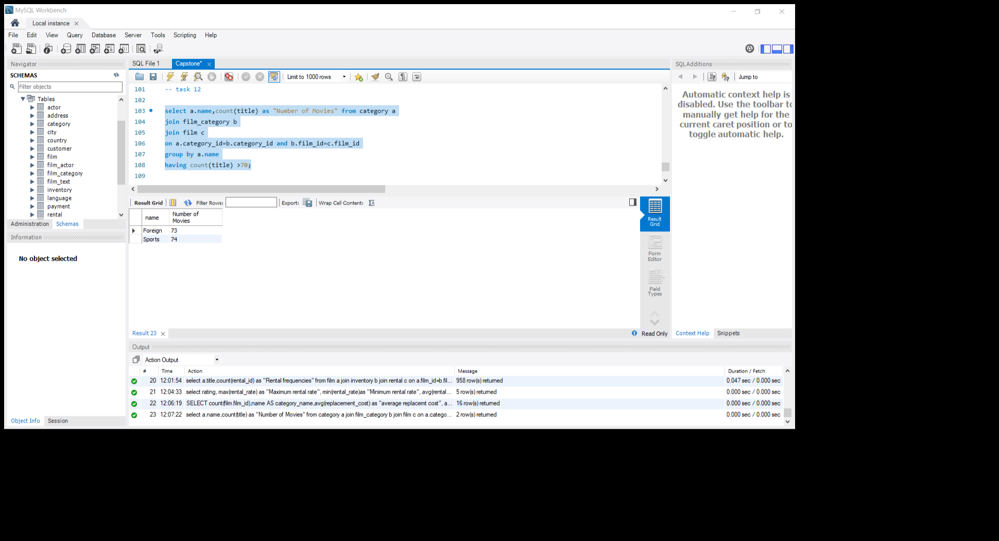 MySQL Workbench
Local instance
File Edit View Query Database Server Tools Scripting Help
Navigator
SCHEMAS
Filter objects
Tables
actor
address
category
city
country
customer
film
film_actor
film_category
film_text
inventory
language
payment
rental
Administration Schemas
Information
No object selected
Object Info Session
SQL File 1 Capstone*
Limit to 1000 rows
101 -- task 12
102
103 select a.name,count(title) as "Number of Movies" from category a
104 join film_category b
105 join film c
106 on a.category_id=b.category_id and b.film_id=c.film_id
107 group by a.name
108 having count(title) >70;
109
Result Grid Filter Rows: Export: Wrap Cell Content:
name Number of
Movies
Foreign 73
Sports 74
Result
Grid
Form
Editor
Field
Types
Result 23
Read Only
SQLAdditions
Jump to
Automatic context help is
disabled. Use the toolbar to
manually get help for the
current caret position or to
toggle automatic help.
Context Help Snippets
Output
Action Output
# Time Action Message Duration / Fetch
20 12:01:54 select a.title,count(rental_id) as "Rental frequencies" from film a join inventory b join rental c on a.film_id=b.fil... 958 row(s) returned 0.047 sec / 0.000 sec
21 12:04:33 select rating, max(rental_rate) as "Maximum rental rate", min(rental_rate)as "Minimum rental rate", avg(rental... 5 row(s) returned 0.000 sec / 0.000 sec
22 12:06:19 SELECT count(film.film_id),name AS category_name,avg(replacement_cost) as "average replacemt cost", a... 16 row(s) returned 0.000 sec / 0.000 sec
23 12:07:22 select a.name,count(title) as "Number of Movies" from category a join film_category b join film c on a.catego... 2 row(s) returned 0.000 sec / 0.000 sec